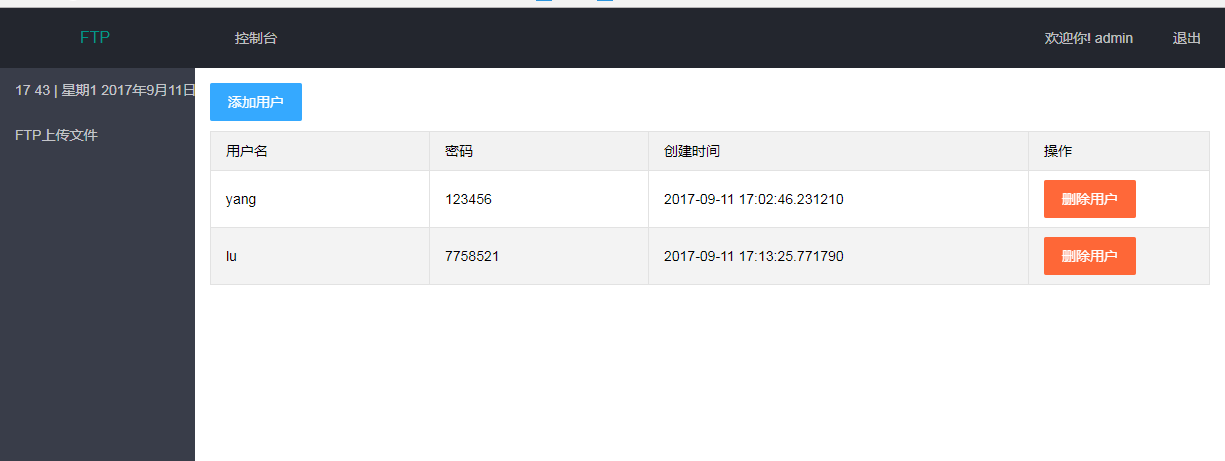 FTP 控制台 欢迎你! admin 退出
17 43 | 星期1 2017年9月11日
添加用户
FTP上传文件
用户名 密码 创建时间 操作
yang 123456 2017-09-11 17:02:46.231210 删除用户
lu 7758521 2017-09-11 17:13:25.771790 删除用户